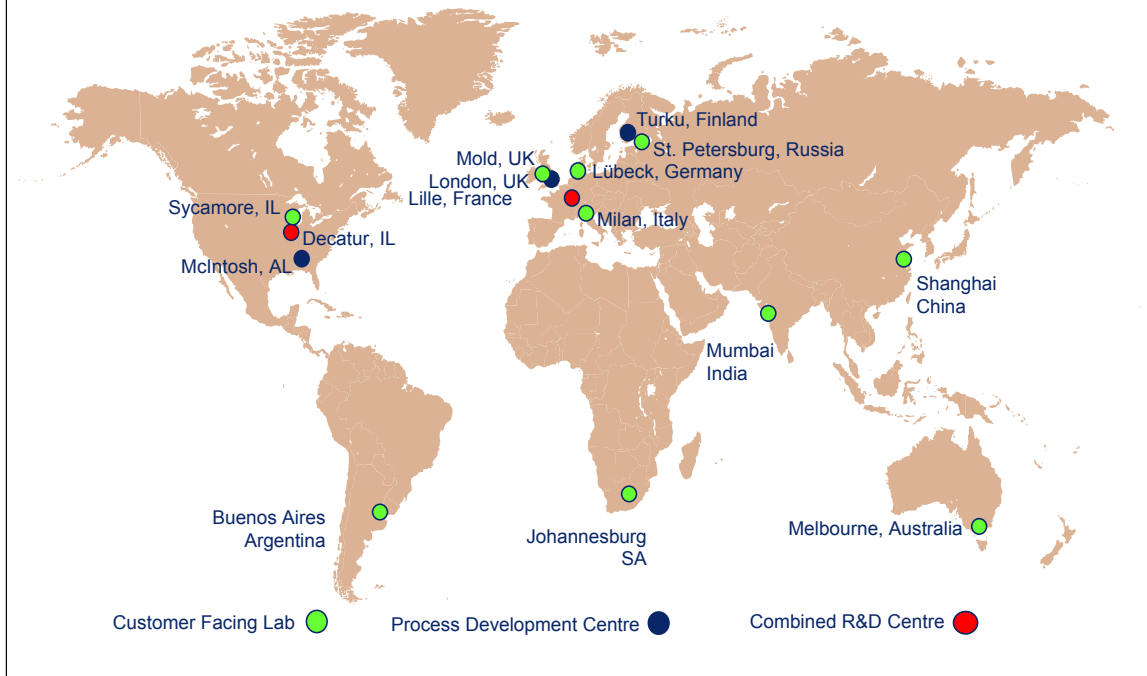 Turku, Finland
St. Petersburg, Russia
Mold, UK
London, UK
Lübeck, Germany
Lille, France
Sycamore, IL
Milan, Italy
Decatur, IL
McIntosh, AL
Shanghai
China
Mumbai
India
Buenos Aires
Argentina
Johannesburg
SA
Melbourne, Australia
Customer Facing Lab
Process Development Centre
Combined R&D Centre